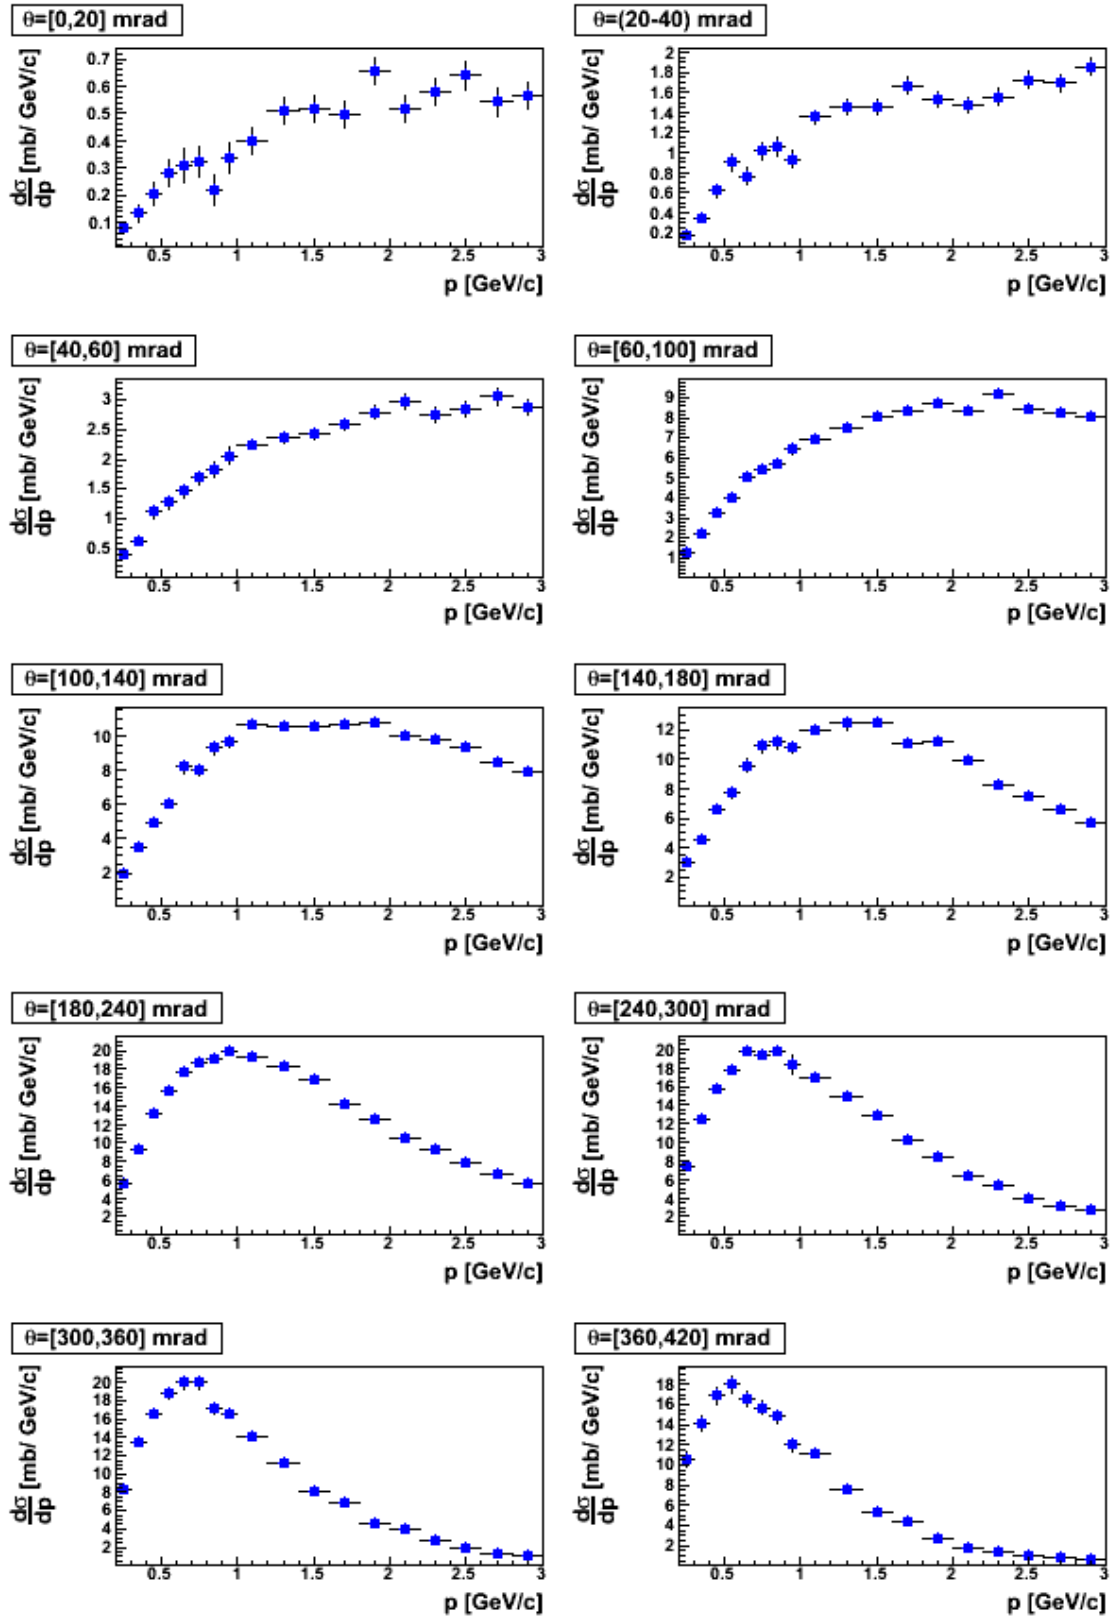 θ=[0,20] mrad
dσ/dp [mb/ GeV/c]
0.7
0.6
0.5
0.4
0.3
0.2
0.1
0.5 1 1.5 2 2.5 3
p [GeV/c]
θ=(20-40) mrad
dσ/dp [mb/ GeV/c]
2
1.8
1.6
1.4
1.2
1
0.8
0.6
0.4
0.2
0.5 1 1.5 2 2.5 3
p [GeV/c]
θ=[40,60] mrad
dσ/dp [mb/ GeV/c]
3
2.5
2
1.5
1
0.5
0.5 1 1.5 2 2.5 3
p [GeV/c]
θ=[60,100] mrad
dσ/dp [mb/ GeV/c]
9
8
7
6
5
4
3
2
1
0.5 1 1.5 2 2.5 3
p [GeV/c]
θ=[100,140] mrad
dσ/dp [mb/ GeV/c]
10
8
6
4
2
0.5 1 1.5 2 2.5 3
p [GeV/c]
θ=[140,180] mrad
dσ/dp [mb/ GeV/c]
12
10
8
6
4
2
0.5 1 1.5 2 2.5 3
p [GeV/c]
θ=[180,240] mrad
dσ/dp [mb/ GeV/c]
20
18
16
14
12
10
8
6
4
2
0.5 1 1.5 2 2.5 3
p [GeV/c]
θ=[240,300] mrad
dσ/dp [mb/ GeV/c]
20
18
16
14
12
10
8
6
4
2
0.5 1 1.5 2 2.5 3
p [GeV/c]
θ=[300,360] mrad
dσ/dp [mb/ GeV/c]
20
18
16
14
12
10
8
6
4
2
0.5 1 1.5 2 2.5 3
p [GeV/c]
θ=[360,420] mrad
dσ/dp [mb/ GeV/c]
18
16
14
12
10
8
6
4
2
0.5 1 1.5 2 2.5 3
p [GeV/c]